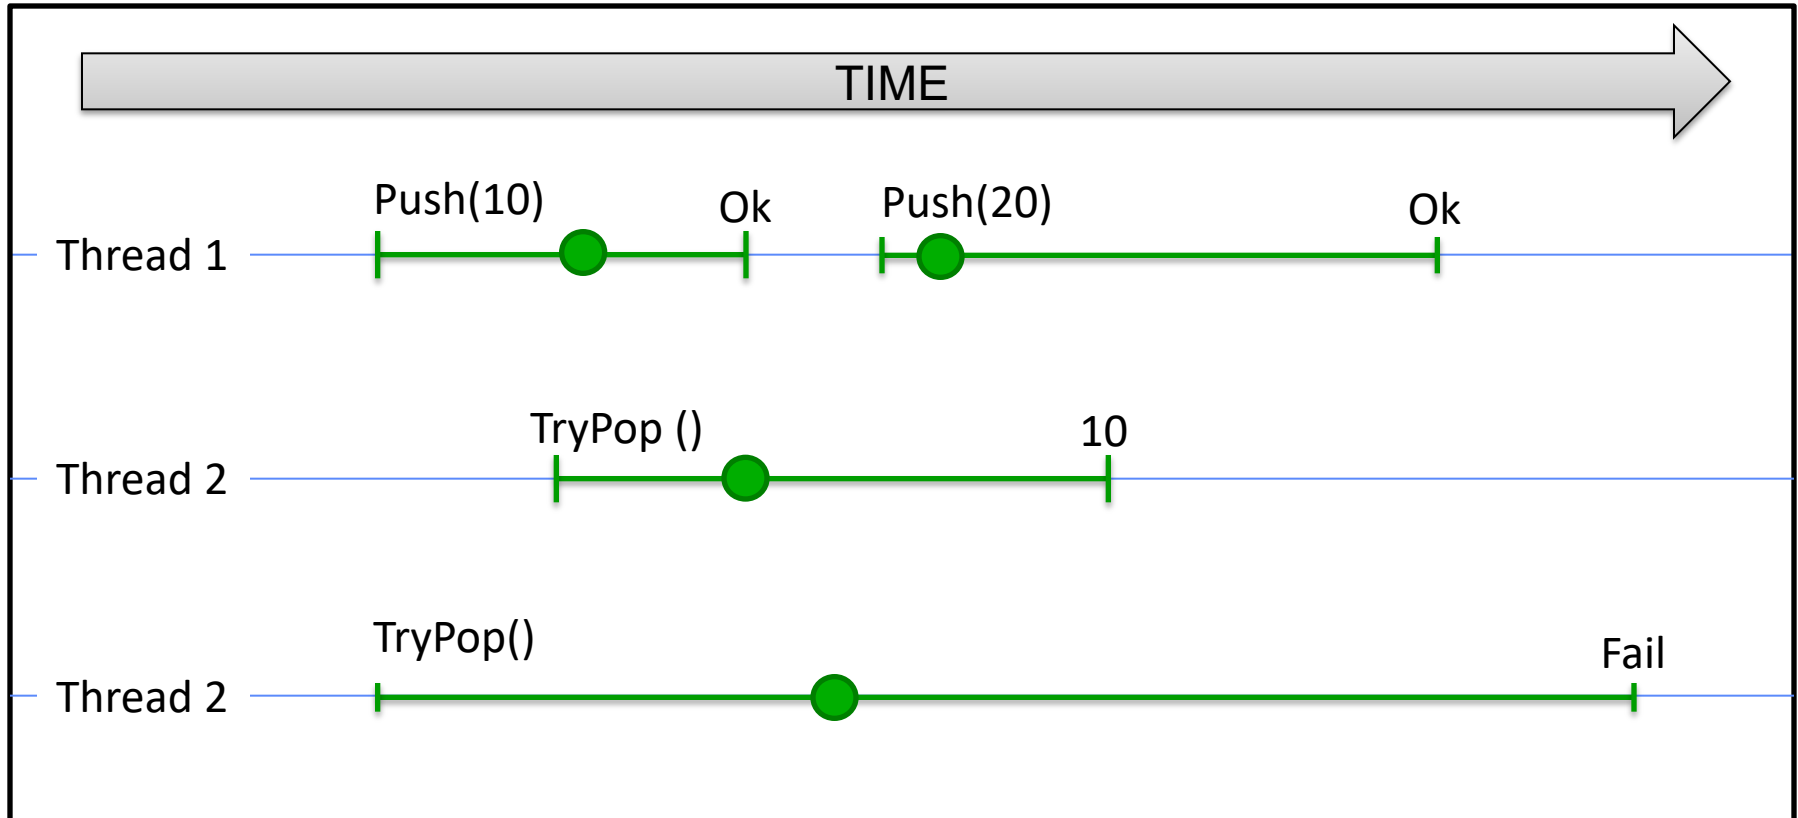 TIME
Push(10)
Ok
Push(20)
Ok
Thread 1
TryPop ()
10
Thread 2
TryPop()
Fail
Thread 2